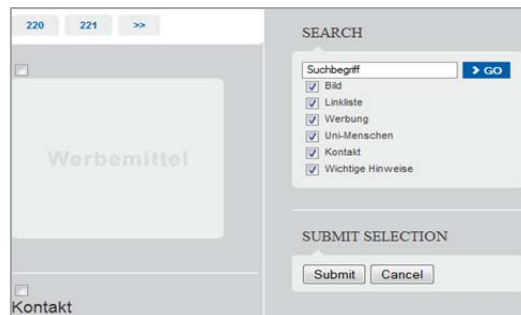 220 221 >>
Werbemittel
Kontakt
SEARCH
Suchbegriff > GO
Bild
Linkliste
Werbung
Uni-Menschen
Kontakt
Wichtige Hinweise
SUBMIT SELECTION
Submit Cancel